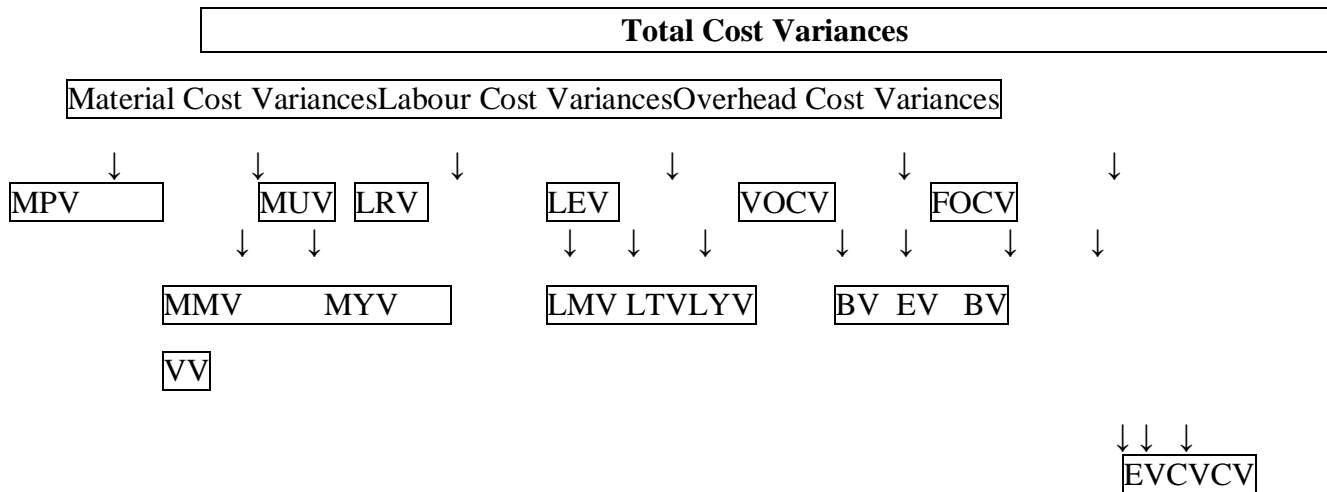 Total Cost Variances
Material Cost VariancesLabour Cost VariancesOverhead Cost Variances
↓ ↓ ↓ ↓ ↓ ↓
MPV MUV LRV LEV VOCV FOCV
↓ ↓ ↓ ↓ ↓ ↓ ↓ ↓ ↓
MMV MYV LMV LTVLYV BV EV BV
VV
↓ ↓ ↓
EVCVCV